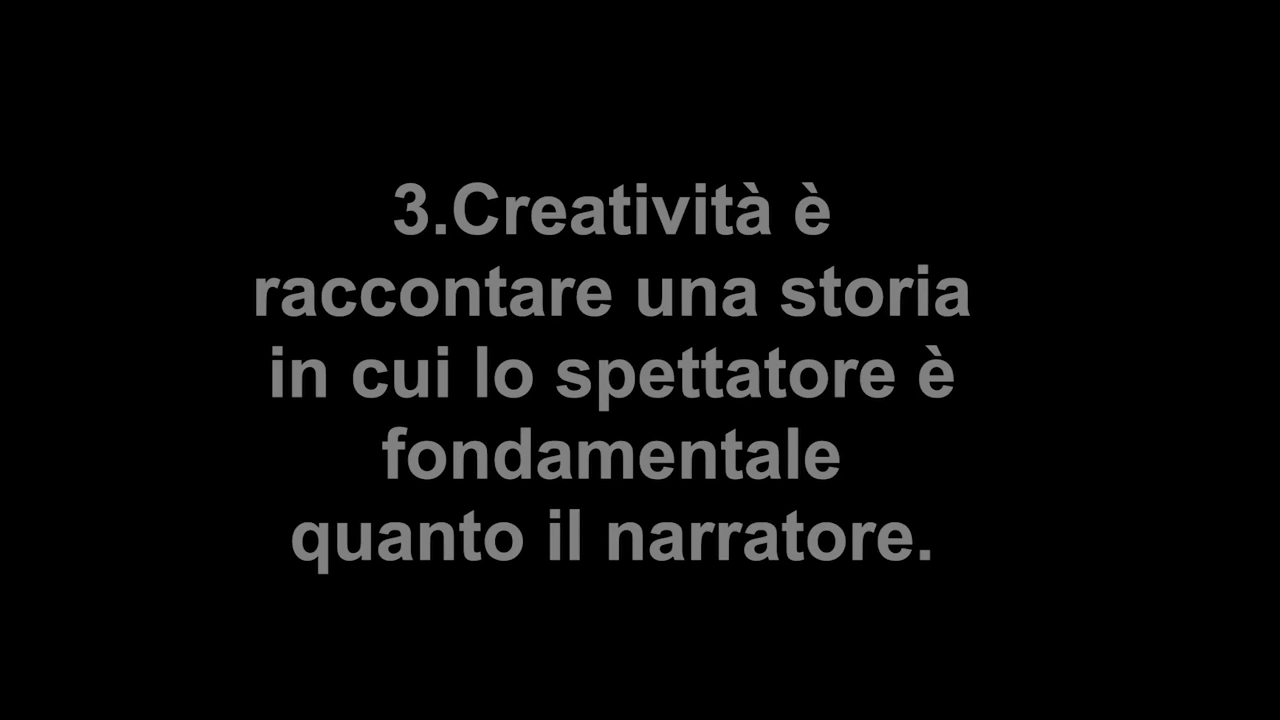 3.Creatività è
raccontare una storia
in cui lo spettatore è
fondamentale
quanto il narratore.